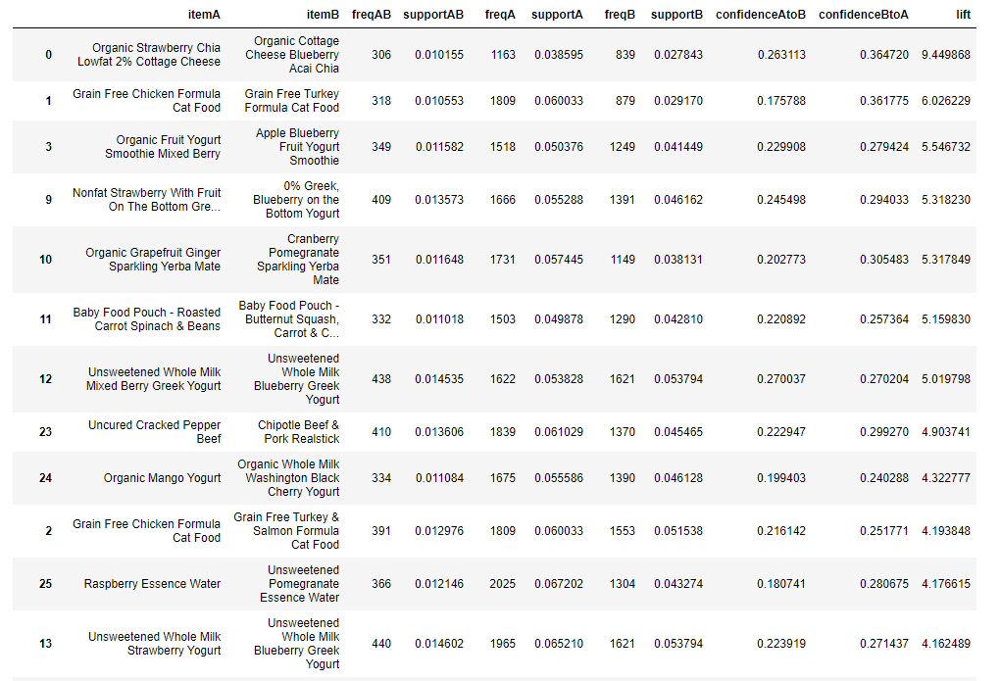 itemA itemB freqAB supportAB freqA supportA freqB supportB confidenceAtoB confidenceBtoA lift
0 Organic Strawberry Chia Lowfat 2% Cottage Cheese Organic Cottage Cheese Blueberry Acai Chia 306 0.010155 1163 0.038595 839 0.027843 0.263113 0.364720 9.449868
1 Grain Free Chicken Formula Cat Food Grain Free Turkey Formula Cat Food 318 0.010553 1809 0.060033 879 0.029170 0.175788 0.361775 6.026229
3 Organic Fruit Yogurt Smoothie Mixed Berry Apple Blueberry Fruit Yogurt Smoothie 349 0.011582 1518 0.050376 1249 0.041449 0.229908 0.279424 5.546732
9 Nonfat Strawberry With Fruit On The Bottom Gre... 0% Greek, Blueberry on the Bottom Yogurt 409 0.013573 1666 0.055288 1391 0.046162 0.245498 0.294033 5.318230
10 Organic Grapefruit Ginger Sparkling Yerba Mate Cranberry Pomegranate Sparkling Yerba Mate 351 0.011648 1731 0.057445 1149 0.038131 0.202773 0.305483 5.317849
11 Baby Food Pouch - Roasted Carrot Spinach & Beans Baby Food Pouch - Butternut Squash, Carrot & C... 332 0.011018 1503 0.049878 1290 0.042810 0.220892 0.257364 5.159830
12 Unsweetened Whole Milk Mixed Berry Greek Yogurt Unsweetened Whole Milk Blueberry Greek Yogurt 438 0.014535 1622 0.053828 1621 0.053794 0.270037 0.270204 5.019798
23 Uncured Cracked Pepper Beef Chipotle Beef & Pork Realstick 410 0.013606 1839 0.061029 1370 0.045465 0.222947 0.299270 4.903741
24 Organic Mango Yogurt Organic Whole Milk Washington Black Cherry Yogurt 334 0.011084 1675 0.055586 1390 0.046128 0.199403 0.240288 4.322777
2 Grain Free Chicken Formula Cat Food Grain Free Turkey & Salmon Formula Cat Food 391 0.012976 1809 0.060033 1553 0.051538 0.216142 0.251771 4.193848
25 Raspberry Essence Water Unsweetened Pomegranate Essence Water 366 0.012146 2025 0.067202 1304 0.043274 0.180741 0.280675 4.176615
13 Unsweetened Whole Milk Strawberry Yogurt Unsweetened Whole Milk Blueberry Greek Yogurt 440 0.014602 1965 0.065210 1621 0.053794 0.223919 0.271437 4.162489